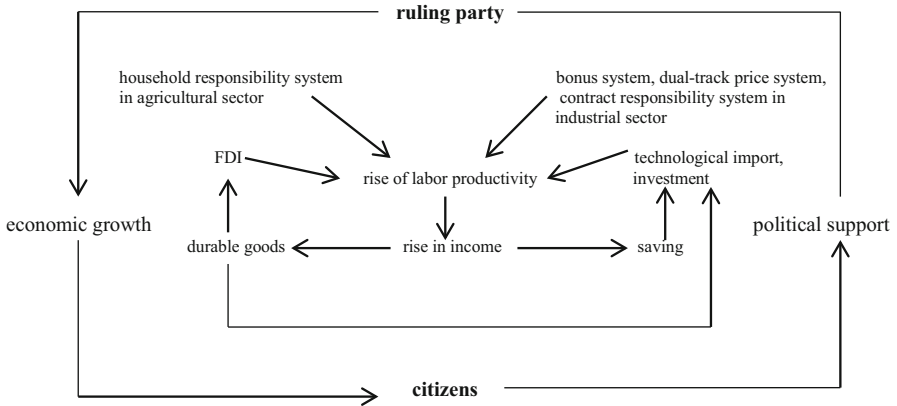 ruling party
household responsibility system
in agricultural sector
bonus system, dual-track price system,
contract responsibility system in
industrial sector
FDI
technological import,
investment
rise of labor productivity
economic growth
political support
durable goods
rise in income
saving
citizens